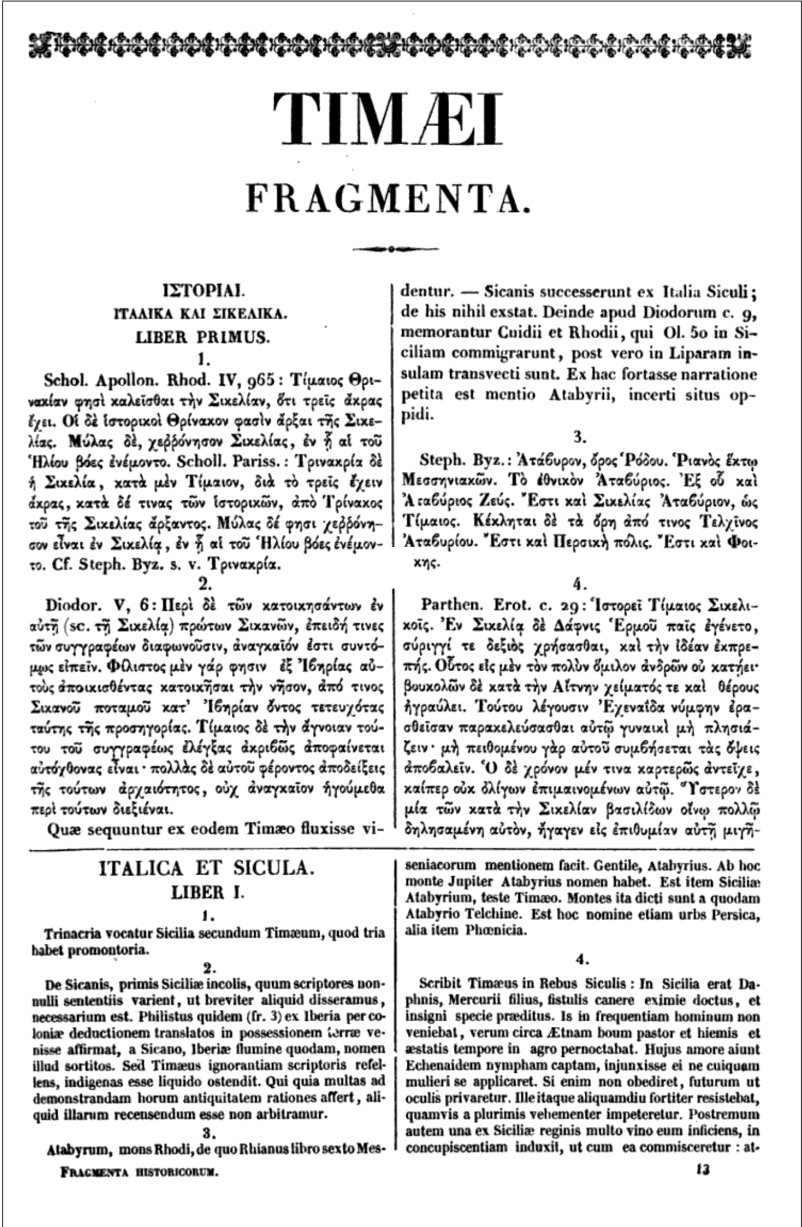 TIMÆI
FRAGMENTA.
ΙΣΤΟΡΙΑΙ.
ΙΤΑΛΙΚΑ ΚΑΙ ΣΙΚΕΛΙΚΑ.
LIBER PRIMUS.
1.
Schol. Apollon. Rhod. IV, 965 : Τίμαιος Θρι-
νακίαν φησὶ καλεῖσθαι τὴν Σικελίαν, ὅτι τρεῖς ἄκρας
ἔχει. Οἱ δὲ ἱστορικοὶ Θρίνακον φασὶν ἄρξαι τῆς Σικε-
λίας. Μύλας δὲ, χερρόνησον Σικελίας, ἐν ᾗ αἱ τοῦ
Ἡλίου βόες ἐνέμοντο. Scholl. Pariss. : Τρινακρία δὲ
ἡ Σικελία, κατὰ μὲν Τίμαιον, διὰ τὸ τρεῖς ἔχειν
ἄκρας, κατὰ δέ τινας τῶν ἱστορικῶν, ἀπὸ Τρίνακος
τοῦ τῆς Σικελίας ἄρξαντος. Μύλας δέ φησι χερρόνη-
σον εἶναι ἐν Σικελίᾳ, ἐν ᾗ αἱ τοῦ Ἡλίου βόες ἐνέμον-
το. Cf. Steph. Byz. s. v. Τρινακρία.
2.
Diodor. V, 6 : Περὶ δὲ τῶν κατοικησάντων ἐν
αὐτῇ (sc. τῇ Σικελίᾳ) πρώτων Σικανῶν, ἐπειδή τινες
τῶν συγγραφέων διαφωνοῦσιν, ἀναγκαῖόν ἐστι συντό-
μως εἰπεῖν. Φίλιστος μὲν γάρ φησιν ἐξ Ἰϐηρίας αὐ-
τοὺς ἀποικισθέντας κατοικῆσαι τὴν νῆσον, ἀπό τινος
Σικανοῦ ποταμοῦ κατ' Ἰϐηρίαν ὄντος τετευχότας
ταύτης τῆς προσηγορίας. Τίμαιος δὲ τὴν ἄγνοιαν τού-
του τοῦ συγγραφέως ἐλέγξας ἀκριϐῶς ἀποφαίνεται
αὐτόχθονας εἶναι· πολλὰς δὲ αὐτοῦ φέροντος ἀποδείξεις
τῆς τούτων ἀρχαιότητος, οὐχ ἀναγκαῖον ἡγούμεθα
περὶ τούτων διεξιέναι.
Quæ sequuntur ex eodem Timæo fluxisse vi-
dentur. — Sicanis successerunt ex Italia Siculi ;
de his nihil exstat. Deinde apud Diodorum c. 9,
memorantur Cnidii et Rhodii, qui Ol. 50 in Si-
ciliam commigrarunt, post vero in Liparam in-
sulam transvecti sunt. Ex hac fortasse narratione
petita est mentio Atabyrii, incerti situs op-
pidi.
3.
Steph. Byz. : Ἀτάϐυρον, ὄρος Ῥόδου. Ῥιανὸς ἕκτῳ
Μεσσηνιακῶν. Τὸ ἐθνικὸν Ἀταϐύριος. Ἐξ οὗ καὶ
Ἀταϐύριος Ζεύς. Ἔστι καὶ Σικελίας Ἀταϐύριον, ὡς
Τίμαιος. Κέκληται δὲ τὰ ὄρη ἀπό τινος Τελχῖνος
Ἀταϐυρίου. Ἔστι καὶ Περσικὴ πόλις. Ἔστι καὶ Φοι-
κης.
4.
Parthen. Erot. c. 29 : Ἱστορεῖ Τίμαιος Σικελι-
κοῖς. Ἐν Σικελίᾳ δὲ Δάφνις Ἑρμοῦ παῖς ἐγένετο,
σύριγγί τε δεξιὸς χρήσασθαι, καὶ τὴν ἰδέαν ἐκπρε-
πής. Οὗτος εἰς μὲν τὸν πολὺν ὅμιλον ἀνδρῶν οὐ κατῄει·
βουκολῶν δὲ κατὰ τὴν Αἴτνην χείματός τε καὶ θέρους
ἠγραύλει. Τούτου λέγουσιν Ἐχεναΐδα νύμφην ἐρα-
σθεῖσαν παρακελεύσασθαι αὐτῷ γυναικὶ μὴ πλησιά-
ζειν· μὴ πειθομένου γὰρ αὐτοῦ συμϐήσεται τὰς ὄψεις
ἀποϐαλεῖν. Ὁ δὲ χρόνον μέν τινα καρτερῶς ἀντεῖχε,
καίπερ οὐκ ὀλίγων ἐπιμαινομένων αὐτῷ. Ὕστερον δὲ
μία τῶν κατὰ τὴν Σικελίαν βασιλίδων οἴνῳ πολλῷ
δηλησαμένη αὐτὸν, ἤγαγεν εἰς ἐπιθυμίαν αὐτῇ μιγῆ-
ITALICA ET SICULA.
LIBER I.
1.
Trinacria vocatur Sicilia secundum Timæum, quod tria
habet promontoria.
2.
De Sicanis, primis Siciliæ incolis, quum scriptores non-
nulli sententiis varient, ut breviter aliquid disseramus,
necessarium est. Philistus quidem (fr. 3) ex Iberia per co-
loniæ deductionem translatos in possessionem terræ ve-
nisse affirmat, a Sicano, Iberiæ flumine quodam, nomen
illud sortitos. Sed Timæus ignorantiam scriptoris refel-
lens, indigenas esse liquido ostendit. Qui quia multas ad
demonstrandam horum antiquitatem rationes affert, ali-
quid illarum recensendum esse non arbitramur.
3.
Atabyrum, mons Rhodi, de quo Rhianus libro sexto Mes-
seniacorum mentionem facit. Gentile, Atabyrius. Ab hoc
monte Jupiter Atabyrius nomen habet. Est item Siciliæ
Atabyrium, teste Timæo. Montes ita dicti sunt a quodam
Atabyrio Telchine. Est hoc nomine etiam urbs Persica,
alia item Phœnicia.
4.
Scribit Timæus in Rebus Siculis : In Sicilia erat Da-
phnis, Mercurii filius, fistulis canere eximie doctus, et
insigni specie præditus. Is in frequentiam hominum non
veniebat, verum circa Ætnam boum pastor et hiemis et
æstatis tempore in agro pernoctabat. Hujus amore aiunt
Echenaidem nympham captam, injunxisse ei ne cuiquam
mulieri se applicaret. Si enim non obediret, futurum ut
oculis privaretur. Ille itaque aliquamdiu fortiter resistebat,
quamvis a plurimis vehementer impeteretur. Postremum
autem una ex Siciliæ reginis multo vino eum inficiens, in
concupiscentiam induxit, ut cum ea commisceretur : at-
FRAGMENTA HISTORICORUM.
13